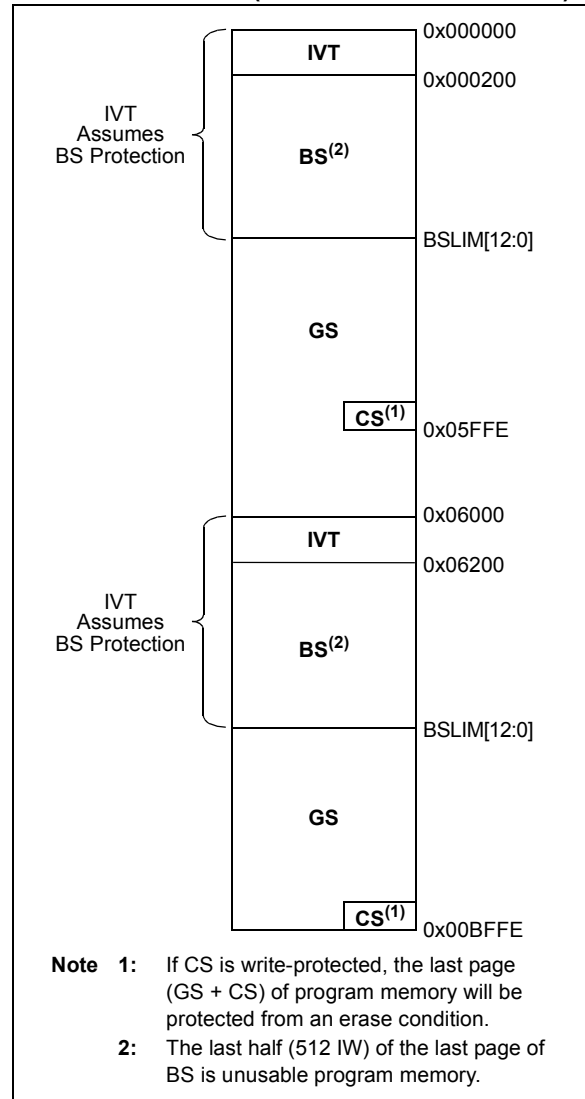 0x000000
IVT
0x000200
IVT
Assumes
BS Protection
BS(2)
BSLIM[12:0]
GS
CS(1)
0x05FFE
0x06000
IVT
0x06200
IVT
Assumes
BS Protection
BS(2)
BSLIM[12:0]
GS
CS(1)
0x00BFFE
Note 1: If CS is write-protected, the last page
(GS + CS) of program memory will be
protected from an erase condition.
2: The last half (512 IW) of the last page of
BS is unusable program memory.